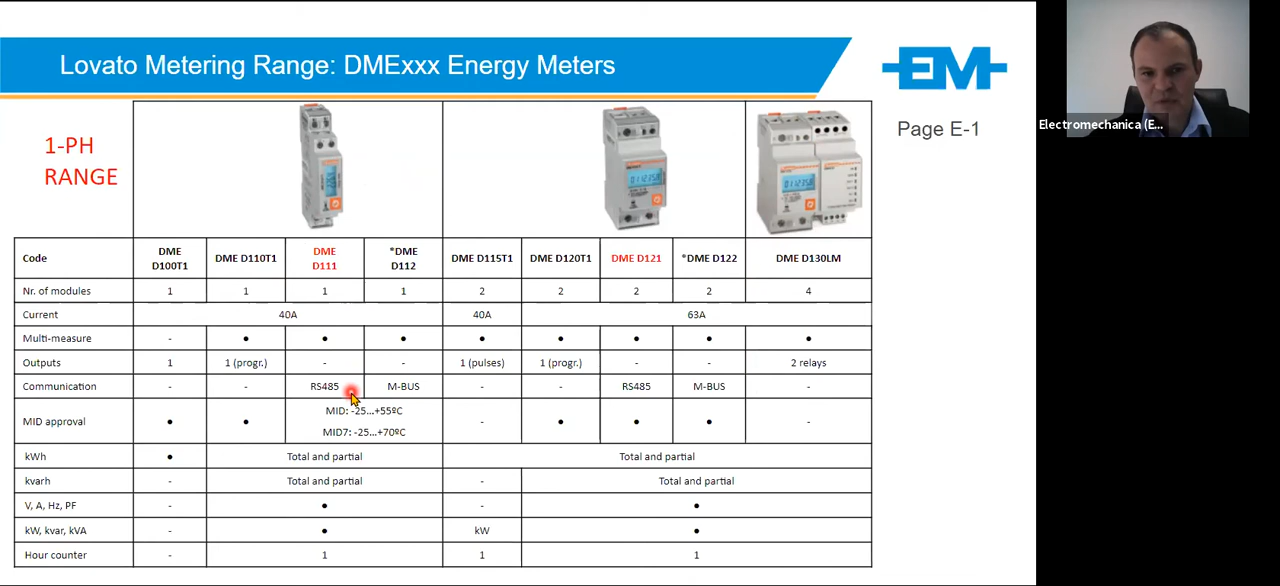 Lovato Metering Range: DMExxx Energy Meters
EM
Electromechanica (E...
Page E-1
1-PH
RANGE
Code
DME
D100T1
DME D110T1
DME
D111
*DME
D112
DME D115T1
DME D120T1
DME D121
*DME D122
DME D130LM
Nr. of modules 1 1 1 1 2 2 2 2 4
Current 40A 40A 63A
Multi-measure - • • • • • • • •
Outputs 1 1 (progr.) - - 1 (pulses) 1 (progr.) - - 2 relays
Communication - - RS485 M-BUS - - RS485 M-BUS -
MID approval • • MID: -25...+55ºC
MID7: -25...+70ºC
- • • • -
kWh • Total and partial Total and partial
kvarh - Total and partial - Total and partial
V, A, Hz, PF - • - •
kW, kvar, kVA - • kW •
Hour counter - 1 1 1